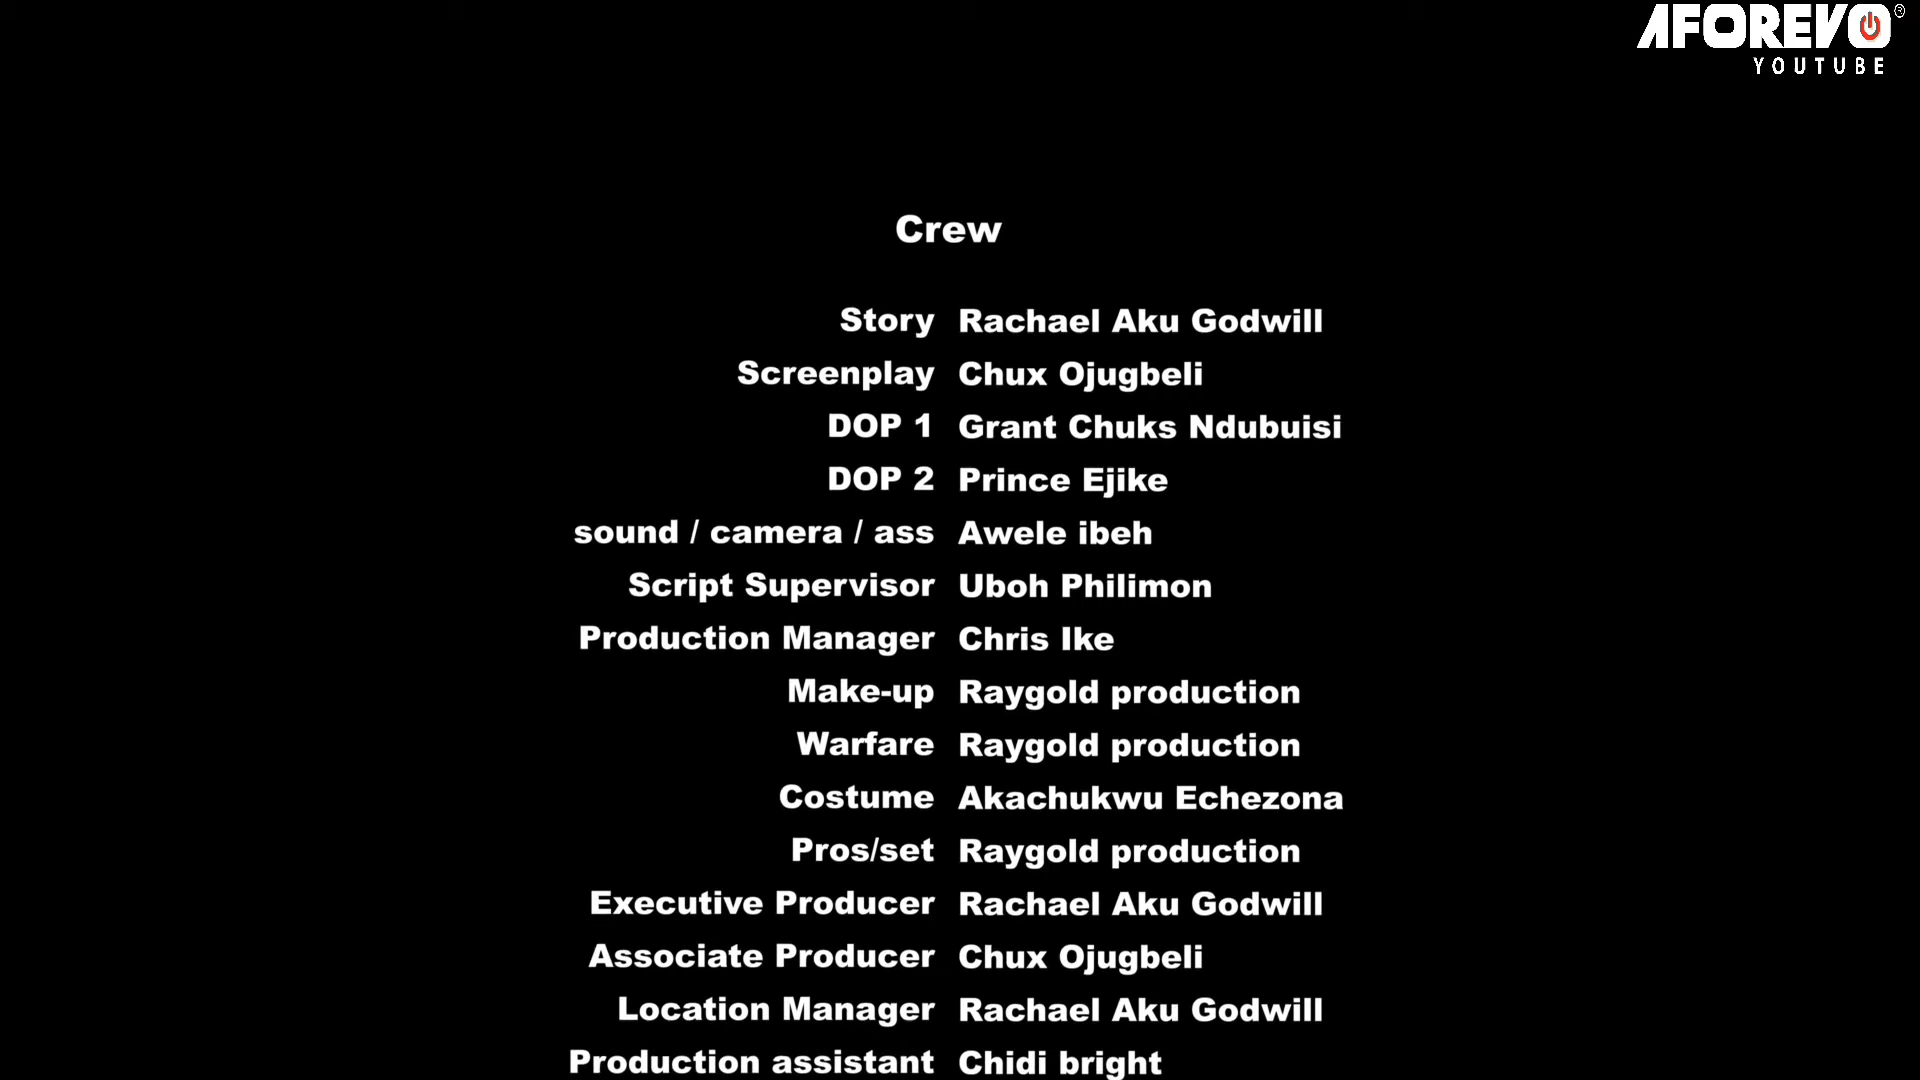 AFOREVO®
YOUTUBE
Crew
Story Rachael Aku Godwill
Screenplay Chux Ojugbeli
DOP 1 Grant Chuks Ndubuisi
DOP 2 Prince Ejike
sound / camera / ass Awele ibeh
Script Supervisor Uboh Philimon
Production Manager Chris Ike
Make-up Raygold production
Warfare Raygold production
Costume Akachukwu Echezona
Pros/set Raygold production
Executive Producer Rachael Aku Godwill
Associate Producer Chux Ojugbeli
Location Manager Rachael Aku Godwill
Production assistant Chidi bright